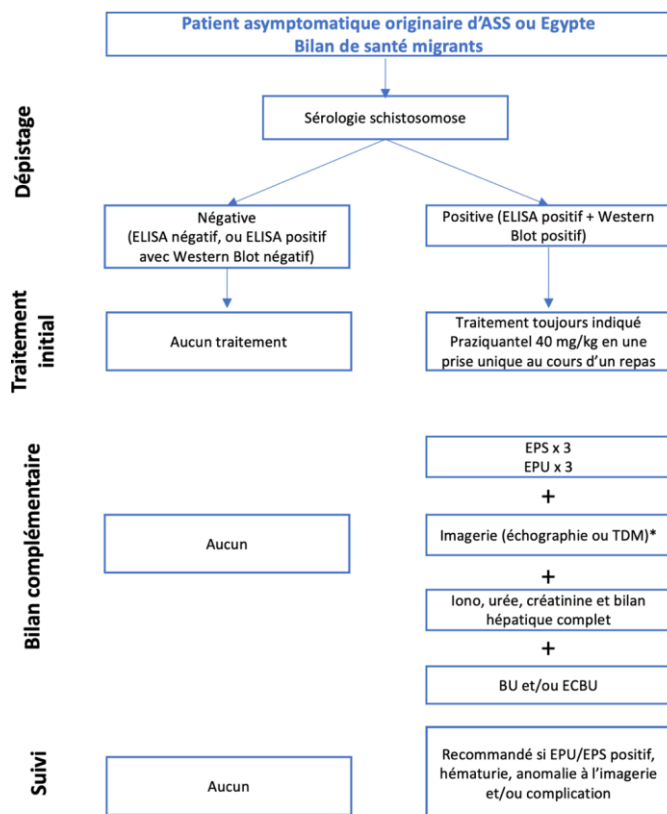 Patient asymptomatique originaire d'ASS ou Egypte
Bilan de santé migrants
Dépistage
Sérologie schistosomose
Négative
(ELISA négatif, ou ELISA positif
avec Western Blot négatif)
Positive (ELISA positif + Western
Blot positif)
Traitement
initial
Aucun traitement
Traitement toujours indiqué
Praziquantel 40 mg/kg en une
prise unique au cours d'un repas
Bilan complémentaire
Aucun
EPS x 3
EPU x 3
+
Imagerie (échographie ou TDM)*
+
Iono, urée, créatinine et bilan
hépatique complet
+
BU et/ou ECBU
Suivi
Aucun
Recommandé si EPU/EPS positif,
hématurie, anomalie à l'imagerie
et/ou complication